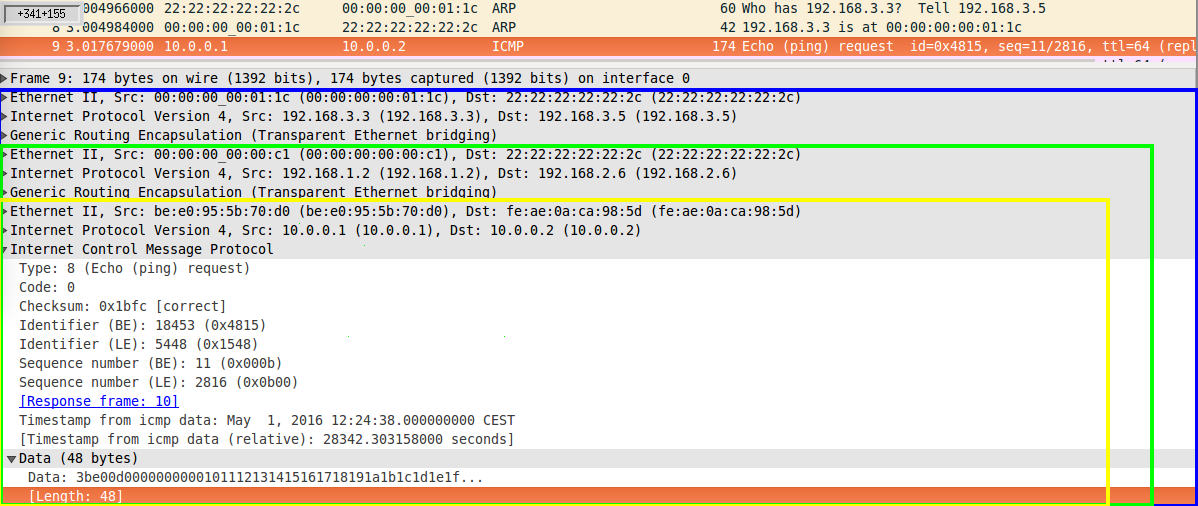 +341+155
.004966000 22:22:22:22:22:2c 00:00:00_00:01:1c ARP 60 Who has 192.168.3.3? Tell 192.168.3.5
8 3.004984000 00:00:00_00:01:1c 22:22:22:22:22:2c ARP 42 192.168.3.3 is at 00:00:00:00:01:1c
9 3.017679000 10.0.0.1 10.0.0.2 ICMP 174 Echo (ping) request id=0x4815, seq=11/2816, ttl=64 (repl
Frame 9: 174 bytes on wire (1392 bits), 174 bytes captured (1392 bits) on interface 0
Ethernet II, Src: 00:00:00_00:01:1c (00:00:00:00:01:1c), Dst: 22:22:22:22:22:2c (22:22:22:22:22:2c)
Internet Protocol Version 4, Src: 192.168.3.3 (192.168.3.3), Dst: 192.168.3.5 (192.168.3.5)
Generic Routing Encapsulation (Transparent Ethernet bridging)
Ethernet II, Src: 00:00:00_00:00:c1 (00:00:00:00:00:c1), Dst: 22:22:22:22:22:2c (22:22:22:22:22:2c)
Internet Protocol Version 4, Src: 192.168.1.2 (192.168.1.2), Dst: 192.168.2.6 (192.168.2.6)
Generic Routing Encapsulation (Transparent Ethernet bridging)
Ethernet II, Src: be:e0:95:5b:70:d0 (be:e0:95:5b:70:d0), Dst: fe:ae:0a:ca:98:5d (fe:ae:0a:ca:98:5d)
Internet Protocol Version 4, Src: 10.0.0.1 (10.0.0.1), Dst: 10.0.0.2 (10.0.0.2)
Internet Control Message Protocol
Type: 8 (Echo (ping) request)
Code: 0
Checksum: 0x1bfc [correct]
Identifier (BE): 18453 (0x4815)
Identifier (LE): 5448 (0x1548)
Sequence number (BE): 11 (0x000b)
Sequence number (LE): 2816 (0x0b00)
[Response frame: 10]
Timestamp from icmp data: May  1, 2016 12:24:38.000000000 CEST
[Timestamp from icmp data (relative): 28342.303158000 seconds]
Data (48 bytes)
Data: 3be00d0000000000101112131415161718191a1b1c1d1e1f...
[Length: 48]